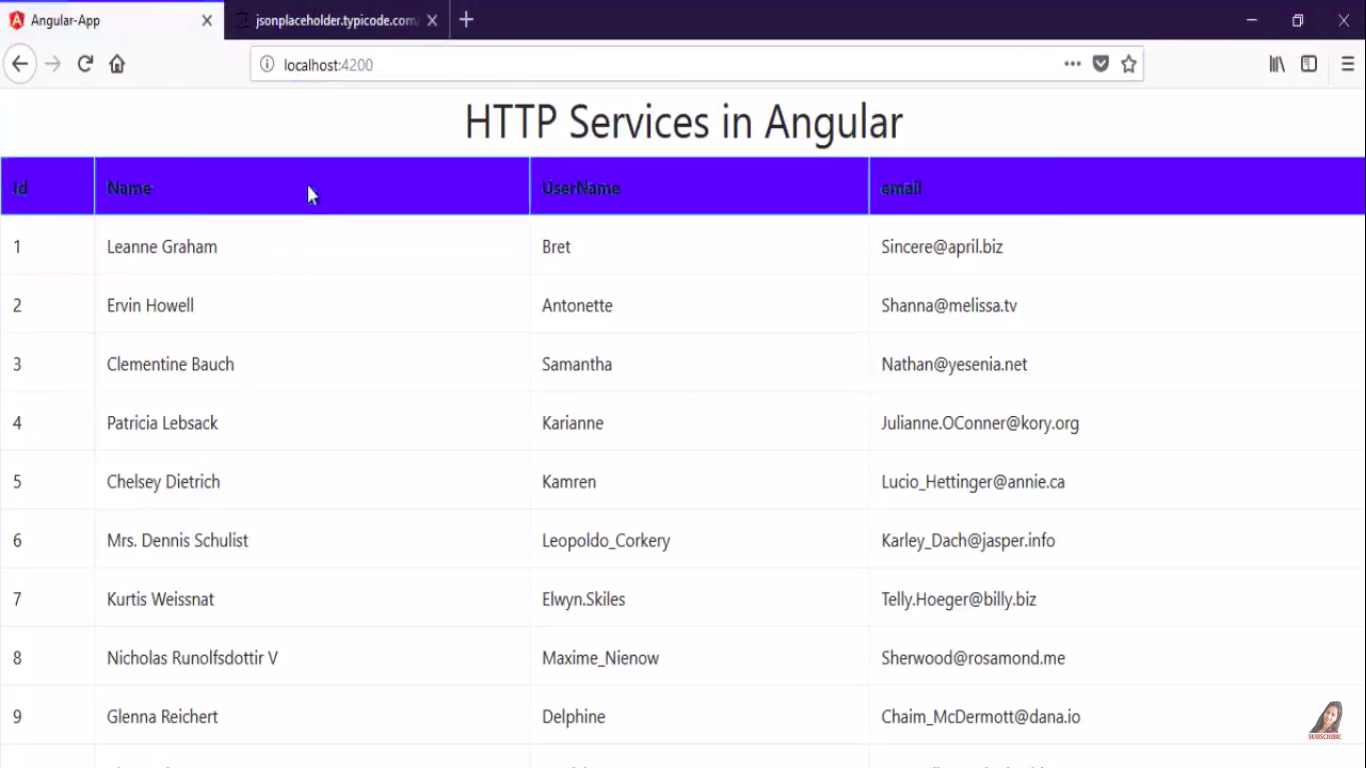 Angular-App
jsonplaceholder.typicode.com/
localhost:4200
HTTP Services in Angular
Id Name UserName email
1 Leanne Graham Bret Sincere@april.biz
2 Ervin Howell Antonette Shanna@melissa.tv
3 Clementine Bauch Samantha Nathan@yesenia.net
4 Patricia Lebsack Karianne Julianne.OConner@kory.org
5 Chelsey Dietrich Kamren Lucio_Hettinger@annie.ca
6 Mrs. Dennis Schulist Leopoldo_Corkery Karley_Dach@jasper.info
7 Kurtis Weissnat Elwyn.Skiles Telly.Hoeger@billy.biz
8 Nicholas Runolfsdottir V Maxime_Nienow Sherwood@rosamond.me
9 Glenna Reichert Delphine Chaim_McDermott@dana.io
SUBSCRIBE